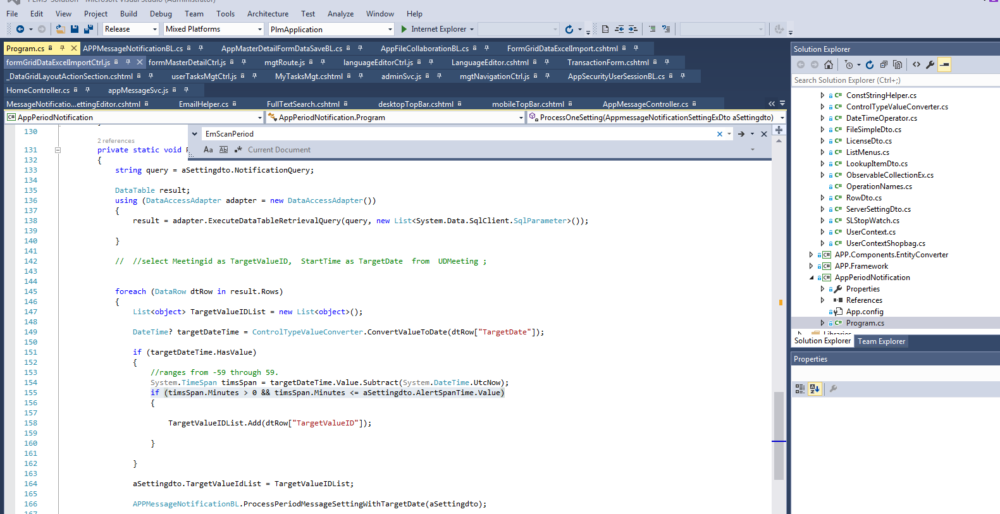 File Edit View Project Build Debug Team Tools Architecture Test Analyze Window Help
Release Mixed Platforms PlmApplication Internet Explorer
Program.cs APPMessageNotificationBL.cs AppMasterDetailFormDataSaveBL.cs AppFileCollaborationBL.cs FormGridDataExcelImport.cshtml
formGridDataExcelImportCtrl.js formMasterDetailCtrl.js mgtRoute.js languageEditorCtrl.js LanguageEditor.cshtml TransactionForm.cshtml
_DataGridLayoutActionSection.cshtml userTasksMgtCtrl.js MyTasksMgt.cshtml adminSvc.js mgtNavigationCtrl.js AppSecurityUserSessionBL.cs
HomeController.cs appMessageSvc.js
MessageNotificatio...ettingEditor.cshtml EmailHelper.cs FullTextSearch.cshtml desktopTopBar.cshtml mobileTopBar.cshtml AppMessageController.cs
C# AppPeriodNotification AppPeriodNotification.Program ProcessOneSetting(AppmessageNotificationSettingExDto aSettingdto)
EmScanPeriod
Aa Ab Current Document
130
2 references
131 private static void
132 {
133 string query = aSettingdto.NotificationQuery;
134
135 DataTable result;
136 using (DataAccessAdapter adapter = new DataAccessAdapter())
137 {
138 result = adapter.ExecuteDataTableRetrievalQuery(query, new List<System.Data.SqlClient.SqlParameter>());
139
140 }
141
142 // //select Meetingid as TargetValueID, StartTime as TargetDate from UDMeeting ;
143
144
145 foreach (DataRow dtRow in result.Rows)
146 {
147 List<object> TargetValueIDList = new List<object>();
148
149 DateTime? targetDateTime = ControlTypeValueConverter.ConvertValueToDate(dtRow["TargetDate"]);
150
151 if (targetDateTime.HasValue)
152 {
153 //ranges from -59 through 59.
154 System.TimeSpan timsSpan = targetDateTime.Value.Subtract(System.DateTime.UtcNow);
155 if (timsSpan.Minutes > 0 && timsSpan.Minutes <= aSettingdto.AlertSpanTime.Value)
156 {
157
158 TargetValueIDList.Add(dtRow["TargetValueID"]);
159
160 }
161
162 }
163
164 aSettingdto.TargetValueIdList = TargetValueIDList;
165
166 APPMessageNotificationBL.ProcessPeriodMessageSettingWithTargetDate(aSettingdto);
Solution Explorer
Search Solution Explorer (Ctrl+;)
C# ConstStringHelper.cs
C# ControlTypeValueConverter.cs
C# DateTimeOperator.cs
C# FileSimpleDto.cs
C# LicenseDto.cs
C# ListMenus.cs
C# LookupItemDto.cs
C# ObservableCollectionEx.cs
C# OperationNames.cs
C# RowDto.cs
C# ServerSettingDto.cs
C# SLStopWatch.cs
C# UserContext.cs
C# UserContextShopbag.cs
C# APP.Components.EntityConverter
C# APP.Framework
C# AppPeriodNotification
Properties
References
App.config
C# Program.cs
Solution Explorer Team Explorer
Properties